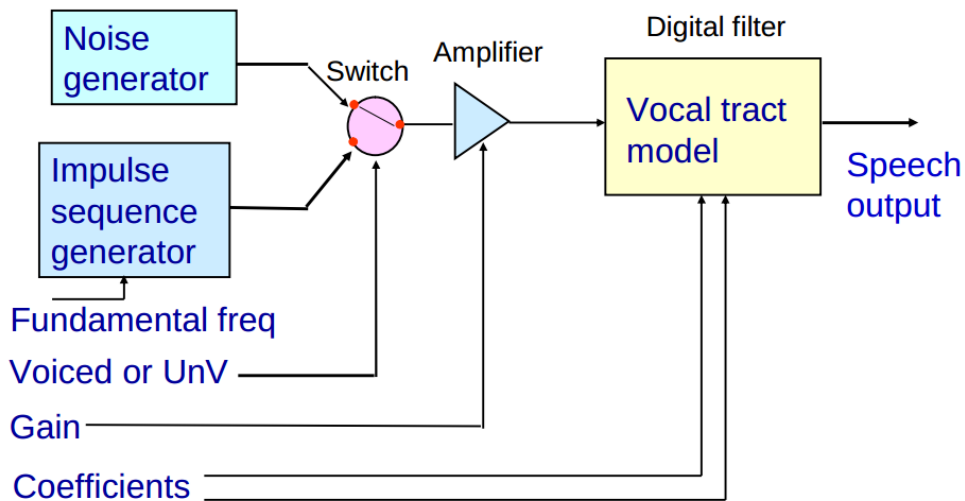 Noise
generator
Switch
Amplifier
Digital filter
Vocal tract
model
Speech
output
Impulse
sequence
generator
Fundamental freq
Voiced or UnV
Gain
Coefficients